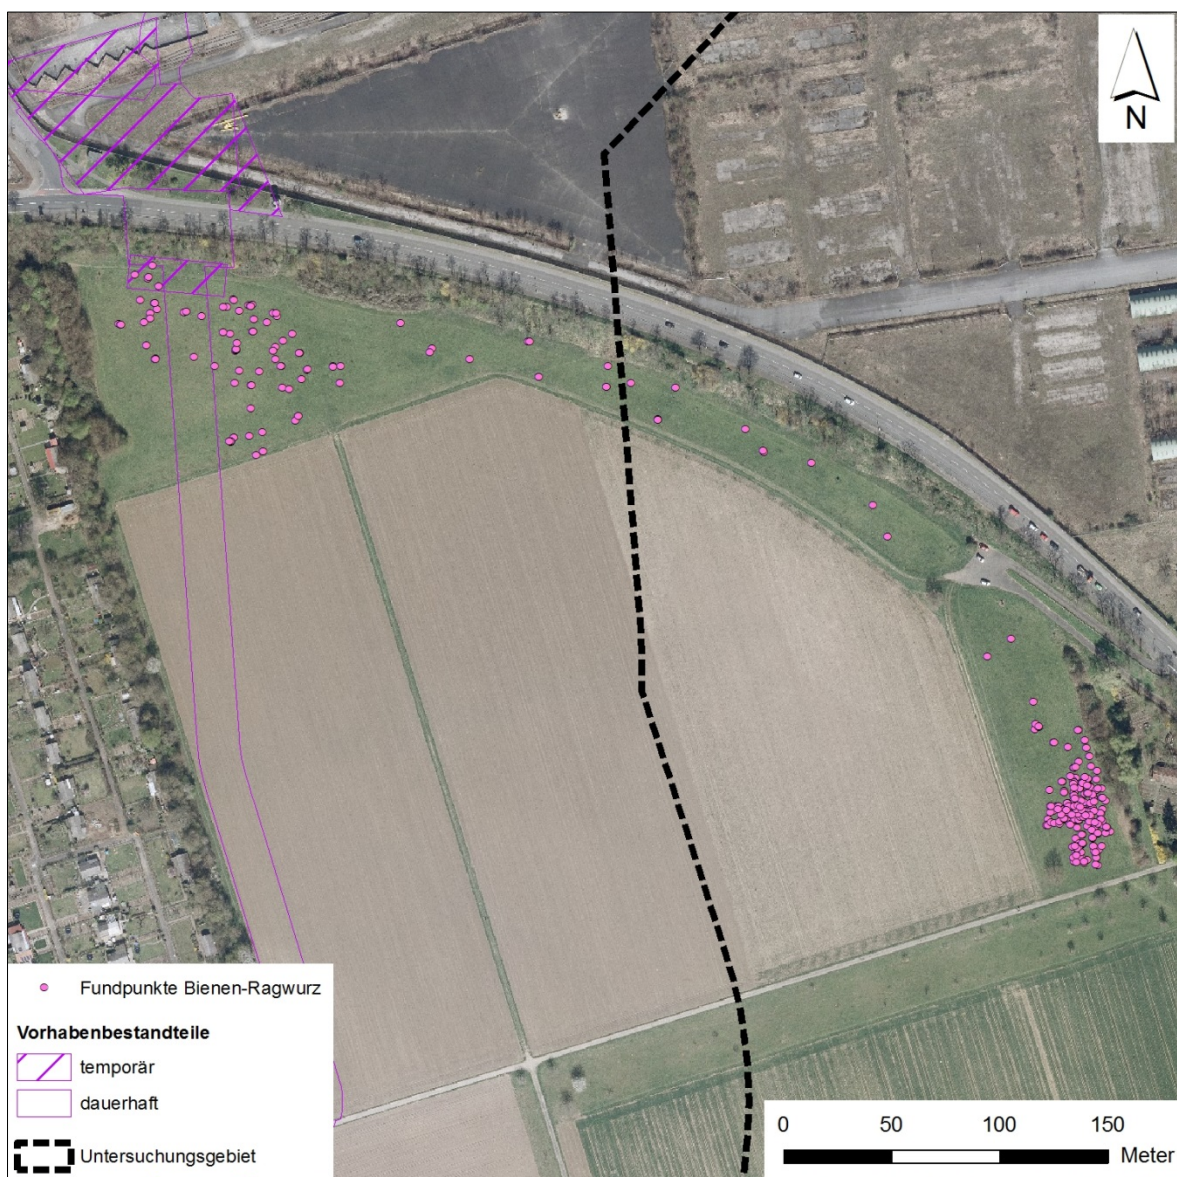 N
Fundpunkte Bienen-Ragwurz
Vorhabenbestandteile
temporär
dauerhaft
Untersuchungsgebiet
0 50 100 150
Meter